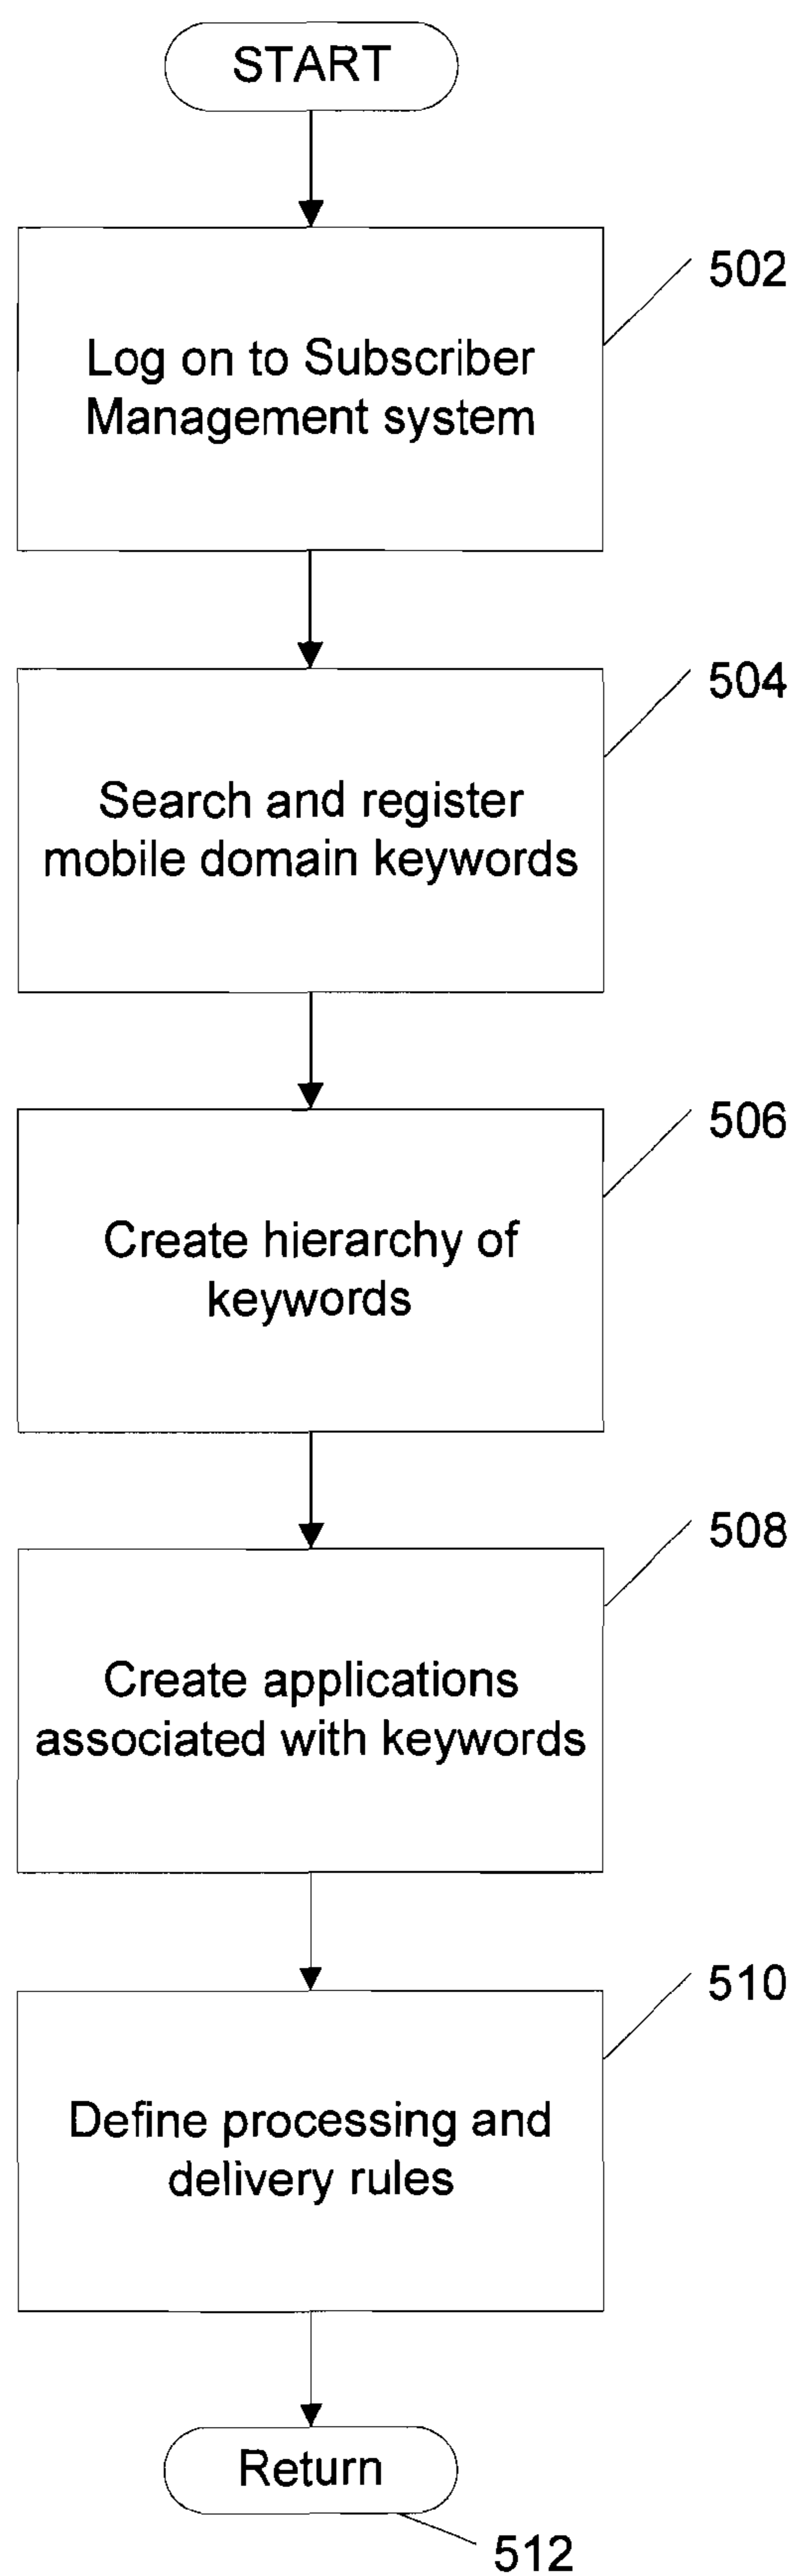 START
502
Log on to Subscriber
Management system
504
Search and register
mobile domain keywords
506
Create hierarchy of
keywords
508
Create applications
associated with keywords
510
Define processing and
delivery rules
Return
512